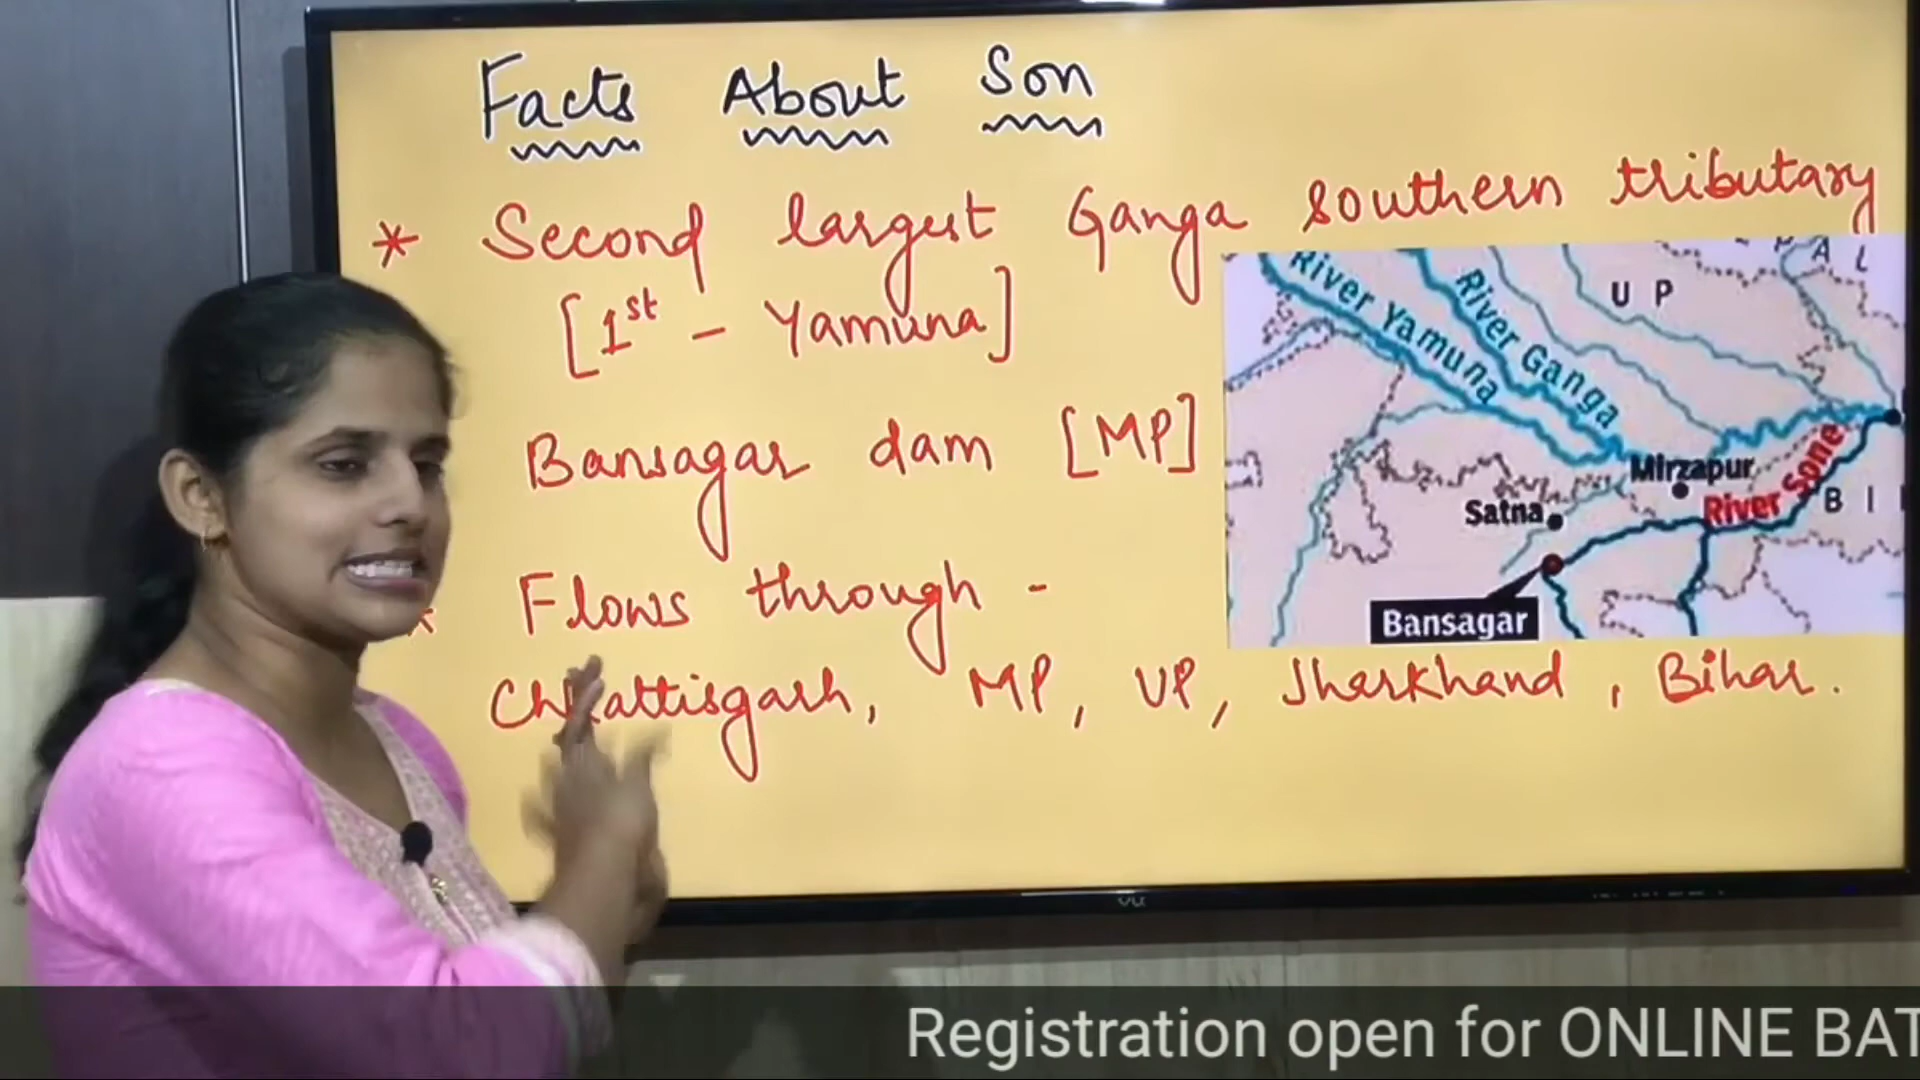 Facts About Son
* Second largest Ganga southern tributary
[1st - Yamuna]
Bansagar dam [MP]
* Flows through -
Chhattisgarh, MP, UP, Jharkhand, Bihar.
River Yamuna
River Ganga
UP
A L
Mirzapur
Satna
River Sone
B I
Bansagar
VU
Registration open for ONLINE BAT